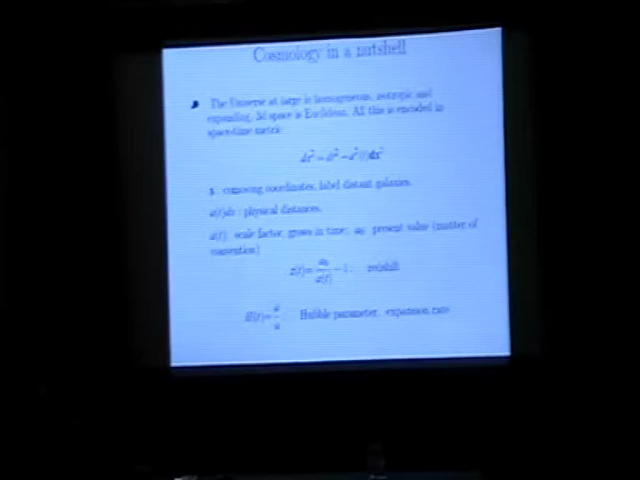 Cosmology in a nutshell
The Universe at large is homogeneous, isotropic and
expanding. 3d space is Euclidean. All this is encoded in
space-time metric
ds² = dt² − a²(t)dx²
x : comoving coordinates, label distant galaxies.
a(t)dx : physical distances.
a(t): scale factor, grows in time; a₀: present value (matter of
convention)
z(t) = a₀/a(t) − 1 : redshift
H(t) = ȧ/a : Hubble parameter, expansion rate